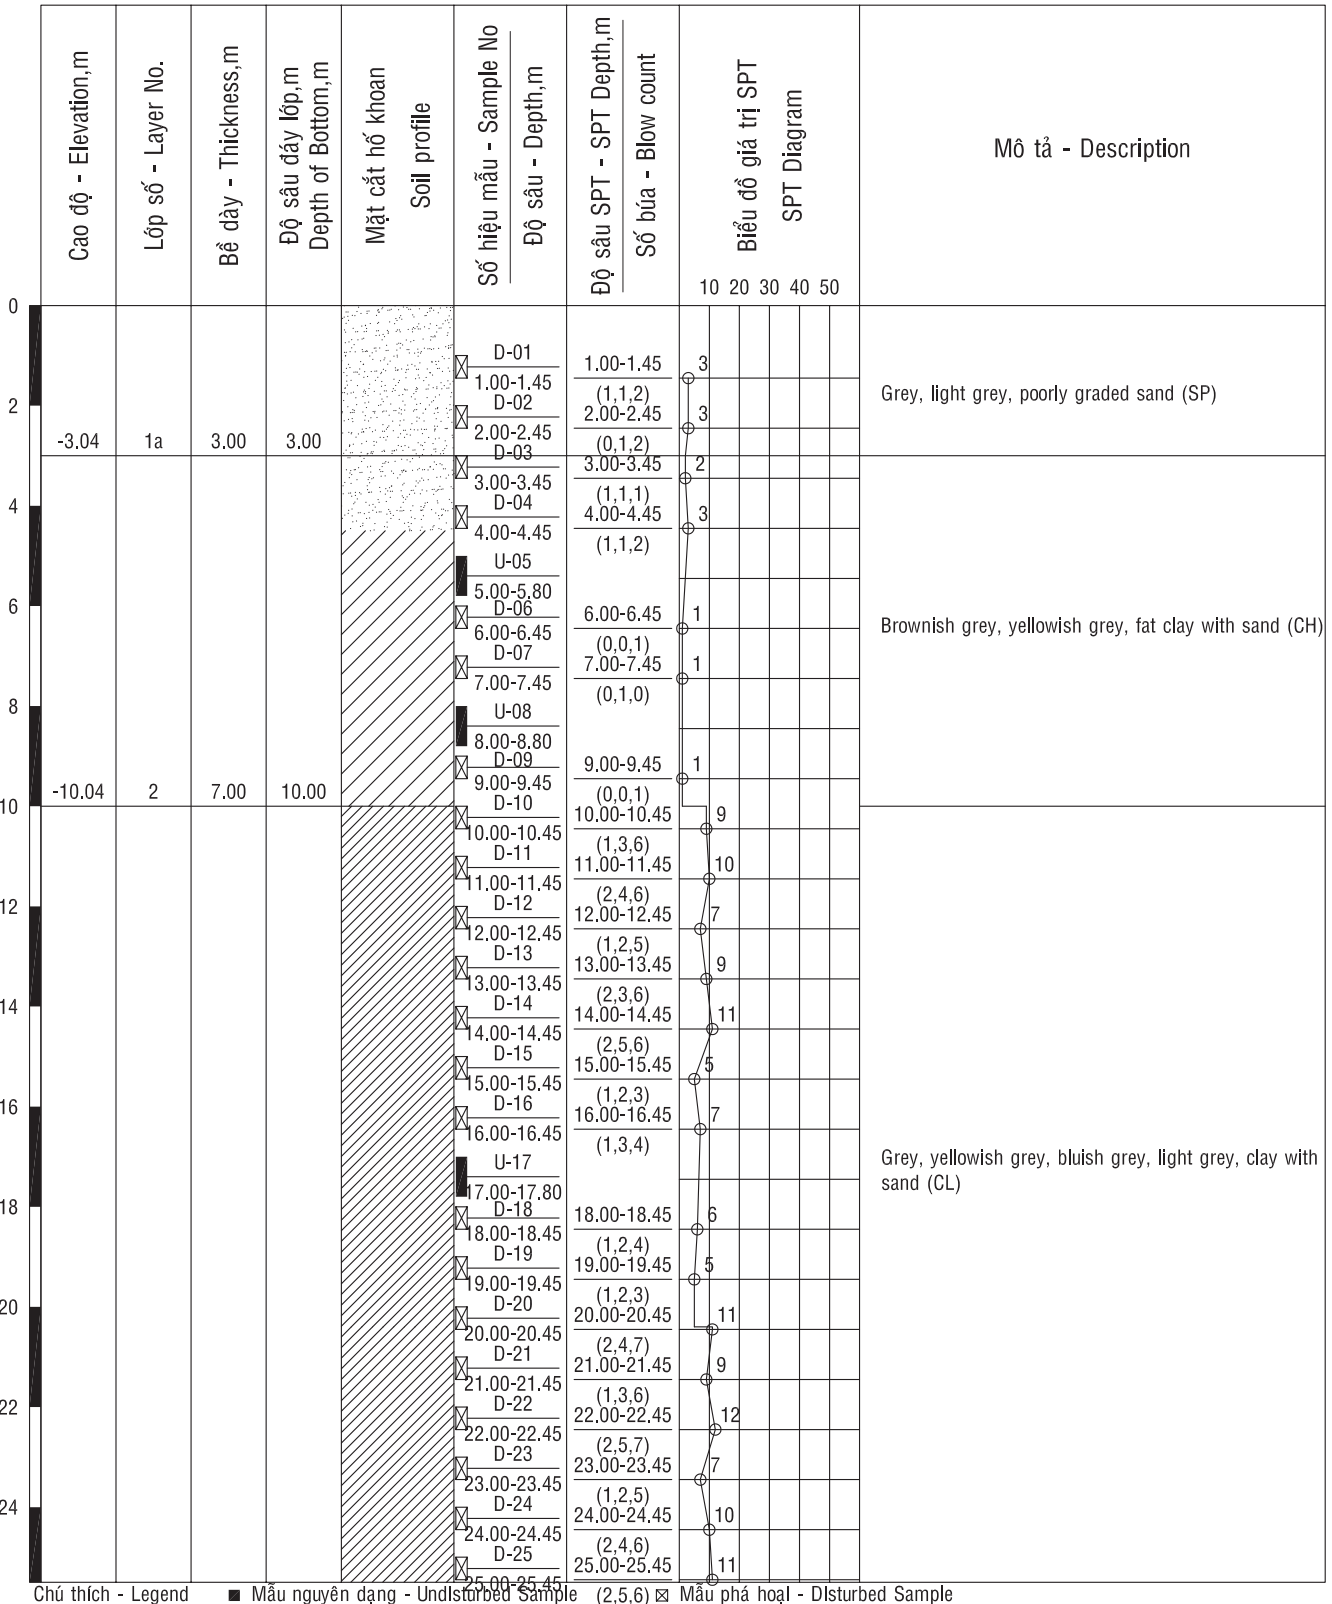 Cao độ - Elevation,m
Lớp số - Layer No.
Bề dày - Thickness,m
Độ sâu đáy lớp,m
Depth of Bottom,m
Mặt cắt hố khoan
Soil profile
Số hiệu mẫu - Sample No
Độ sâu - Depth,m
Độ sâu SPT - SPT Depth,m
Số búa - Blow count
Biểu đồ giá trị SPT
SPT Diagram
10 20 30 40 50
Mô tả - Description
0
D-01
1.00-1.45
1.00-1.45
(1,1,2)
3
Grey, light grey, poorly graded sand (SP)
2
D-02
2.00-2.45
2.00-2.45
(0,1,2)
3
-3.04 1a 3.00 3.00
D-03
3.00-3.45
3.00-3.45
(1,1,1)
2
4
D-04
4.00-4.45
4.00-4.45
(1,1,2)
3
U-05
5.00-5.80
6
D-06
6.00-6.45
6.00-6.45
(0,0,1)
1
Brownish grey, yellowish grey, fat clay with sand (CH)
D-07
7.00-7.45
7.00-7.45
(0,1,0)
1
8
U-08
8.00-8.80
D-09
9.00-9.45
9.00-9.45
(0,0,1)
1
-10.04 2 7.00 10.00
10
D-10
10.00-10.45
10.00-10.45
(1,3,6)
9
D-11
11.00-11.45
11.00-11.45
(2,4,6)
10
12
D-12
12.00-12.45
12.00-12.45
(1,2,5)
7
D-13
13.00-13.45
13.00-13.45
(2,3,6)
9
14
D-14
14.00-14.45
14.00-14.45
(2,5,6)
11
D-15
15.00-15.45
15.00-15.45
(1,2,3)
5
16
D-16
16.00-16.45
16.00-16.45
(1,3,4)
7
U-17
17.00-17.80
Grey, yellowish grey, bluish grey, light grey, clay with
sand (CL)
18
D-18
18.00-18.45
18.00-18.45
(1,2,4)
6
D-19
19.00-19.45
19.00-19.45
(1,2,3)
5
20
D-20
20.00-20.45
20.00-20.45
(2,4,7)
11
D-21
21.00-21.45
21.00-21.45
(1,3,6)
9
22
D-22
22.00-22.45
22.00-22.45
(2,5,7)
12
D-23
23.00-23.45
23.00-23.45
(1,2,5)
7
24
D-24
24.00-24.45
24.00-24.45
(2,4,6)
10
D-25
25.00-25.45
25.00-25.45
(2,5,6)
11
Chú thích - Legend Mẫu nguyên dạng - Undisturbed Sample Mẫu phá hoại - Disturbed Sample